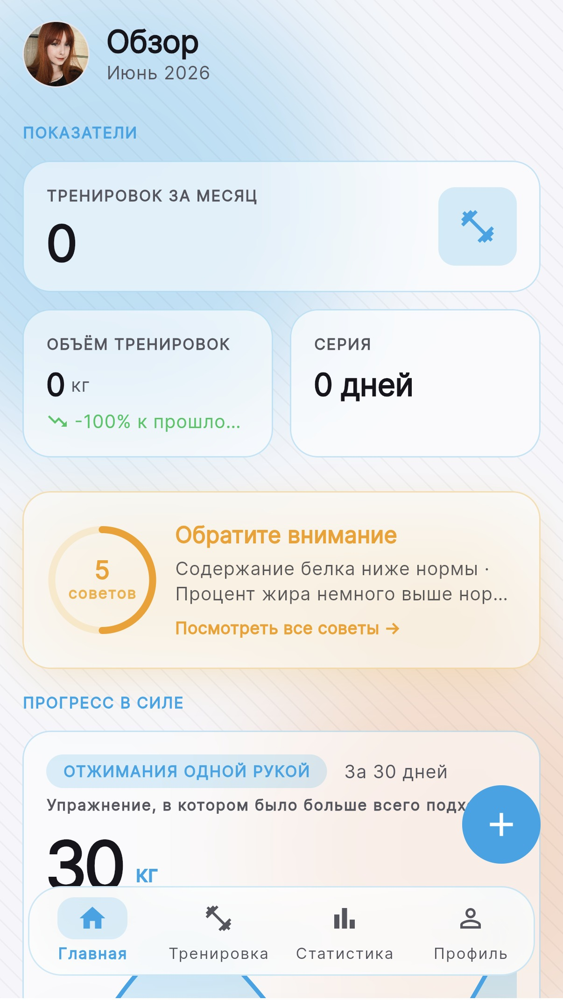 Обзор
Июнь 2026
ПОКАЗАТЕЛИ
ТРЕНИРОВОК ЗА МЕСЯЦ
0
ОБЪЁМ ТРЕНИРОВОК
0 кг
-100% к прошло...
СЕРИЯ
0 дней
5
советов
Обратите внимание
Содержание белка ниже нормы ·
Процент жира немного выше нор...
Посмотреть все советы →
ПРОГРЕСС В СИЛЕ
ОТЖИМАНИЯ ОДНОЙ РУКОЙ За 30 дней
Упражнение, в котором было больше всего подх
30 кг
Главная Тренировка Статистика Профиль